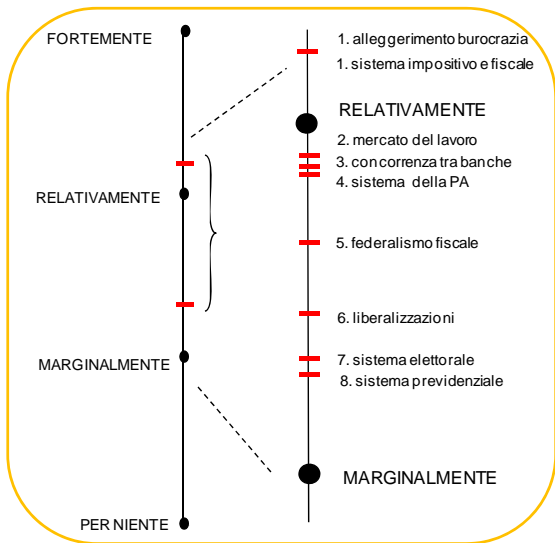 FORTEMENTE
RELATIVAMENTE
MARGINALMENTE
PER NIENTE
1. alleggerimento burocrazia
1. sistema impositivo e fiscale
RELATIVAMENTE
2. mercato del lavoro
3. concorrenza tra banche
4. sistema della PA
5. federalismo fiscale
6. liberalizzazioni
7. sistema elettorale
8. sistema previdenziale
MARGINALMENTE